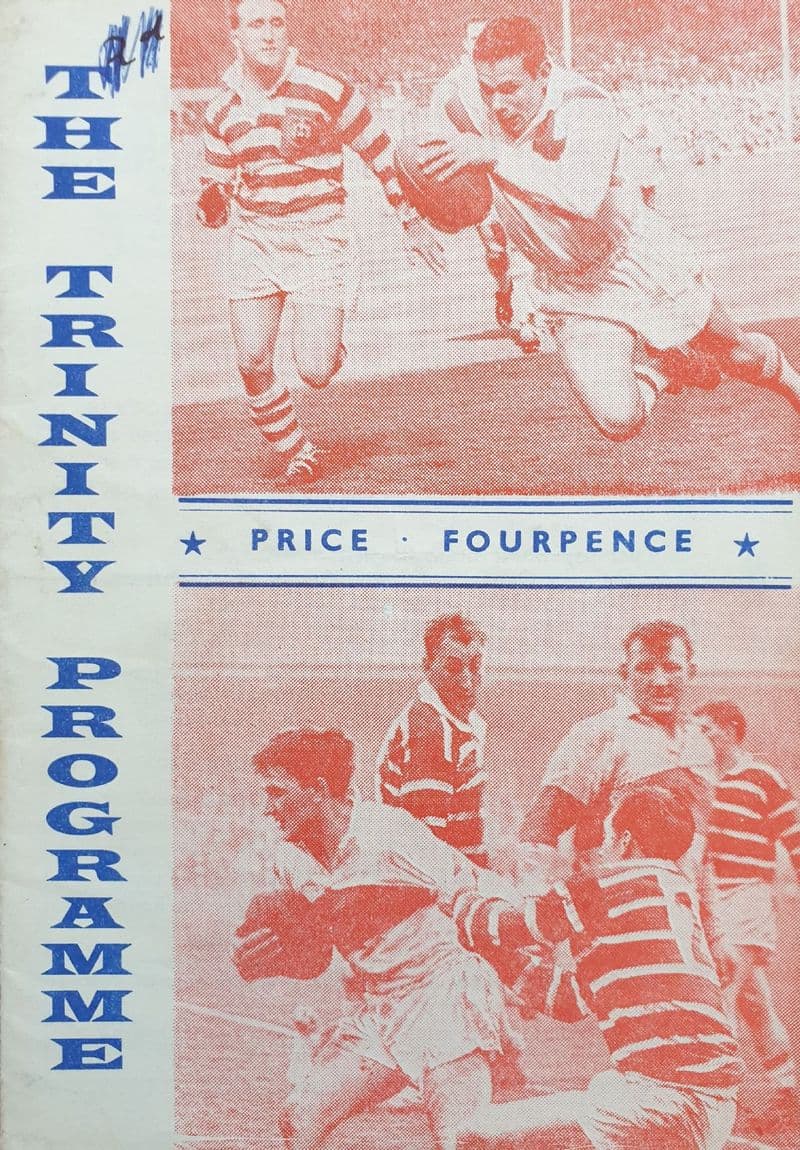 THE TRINITY PROGRAMME
★ PRICE · FOURPENCE ★